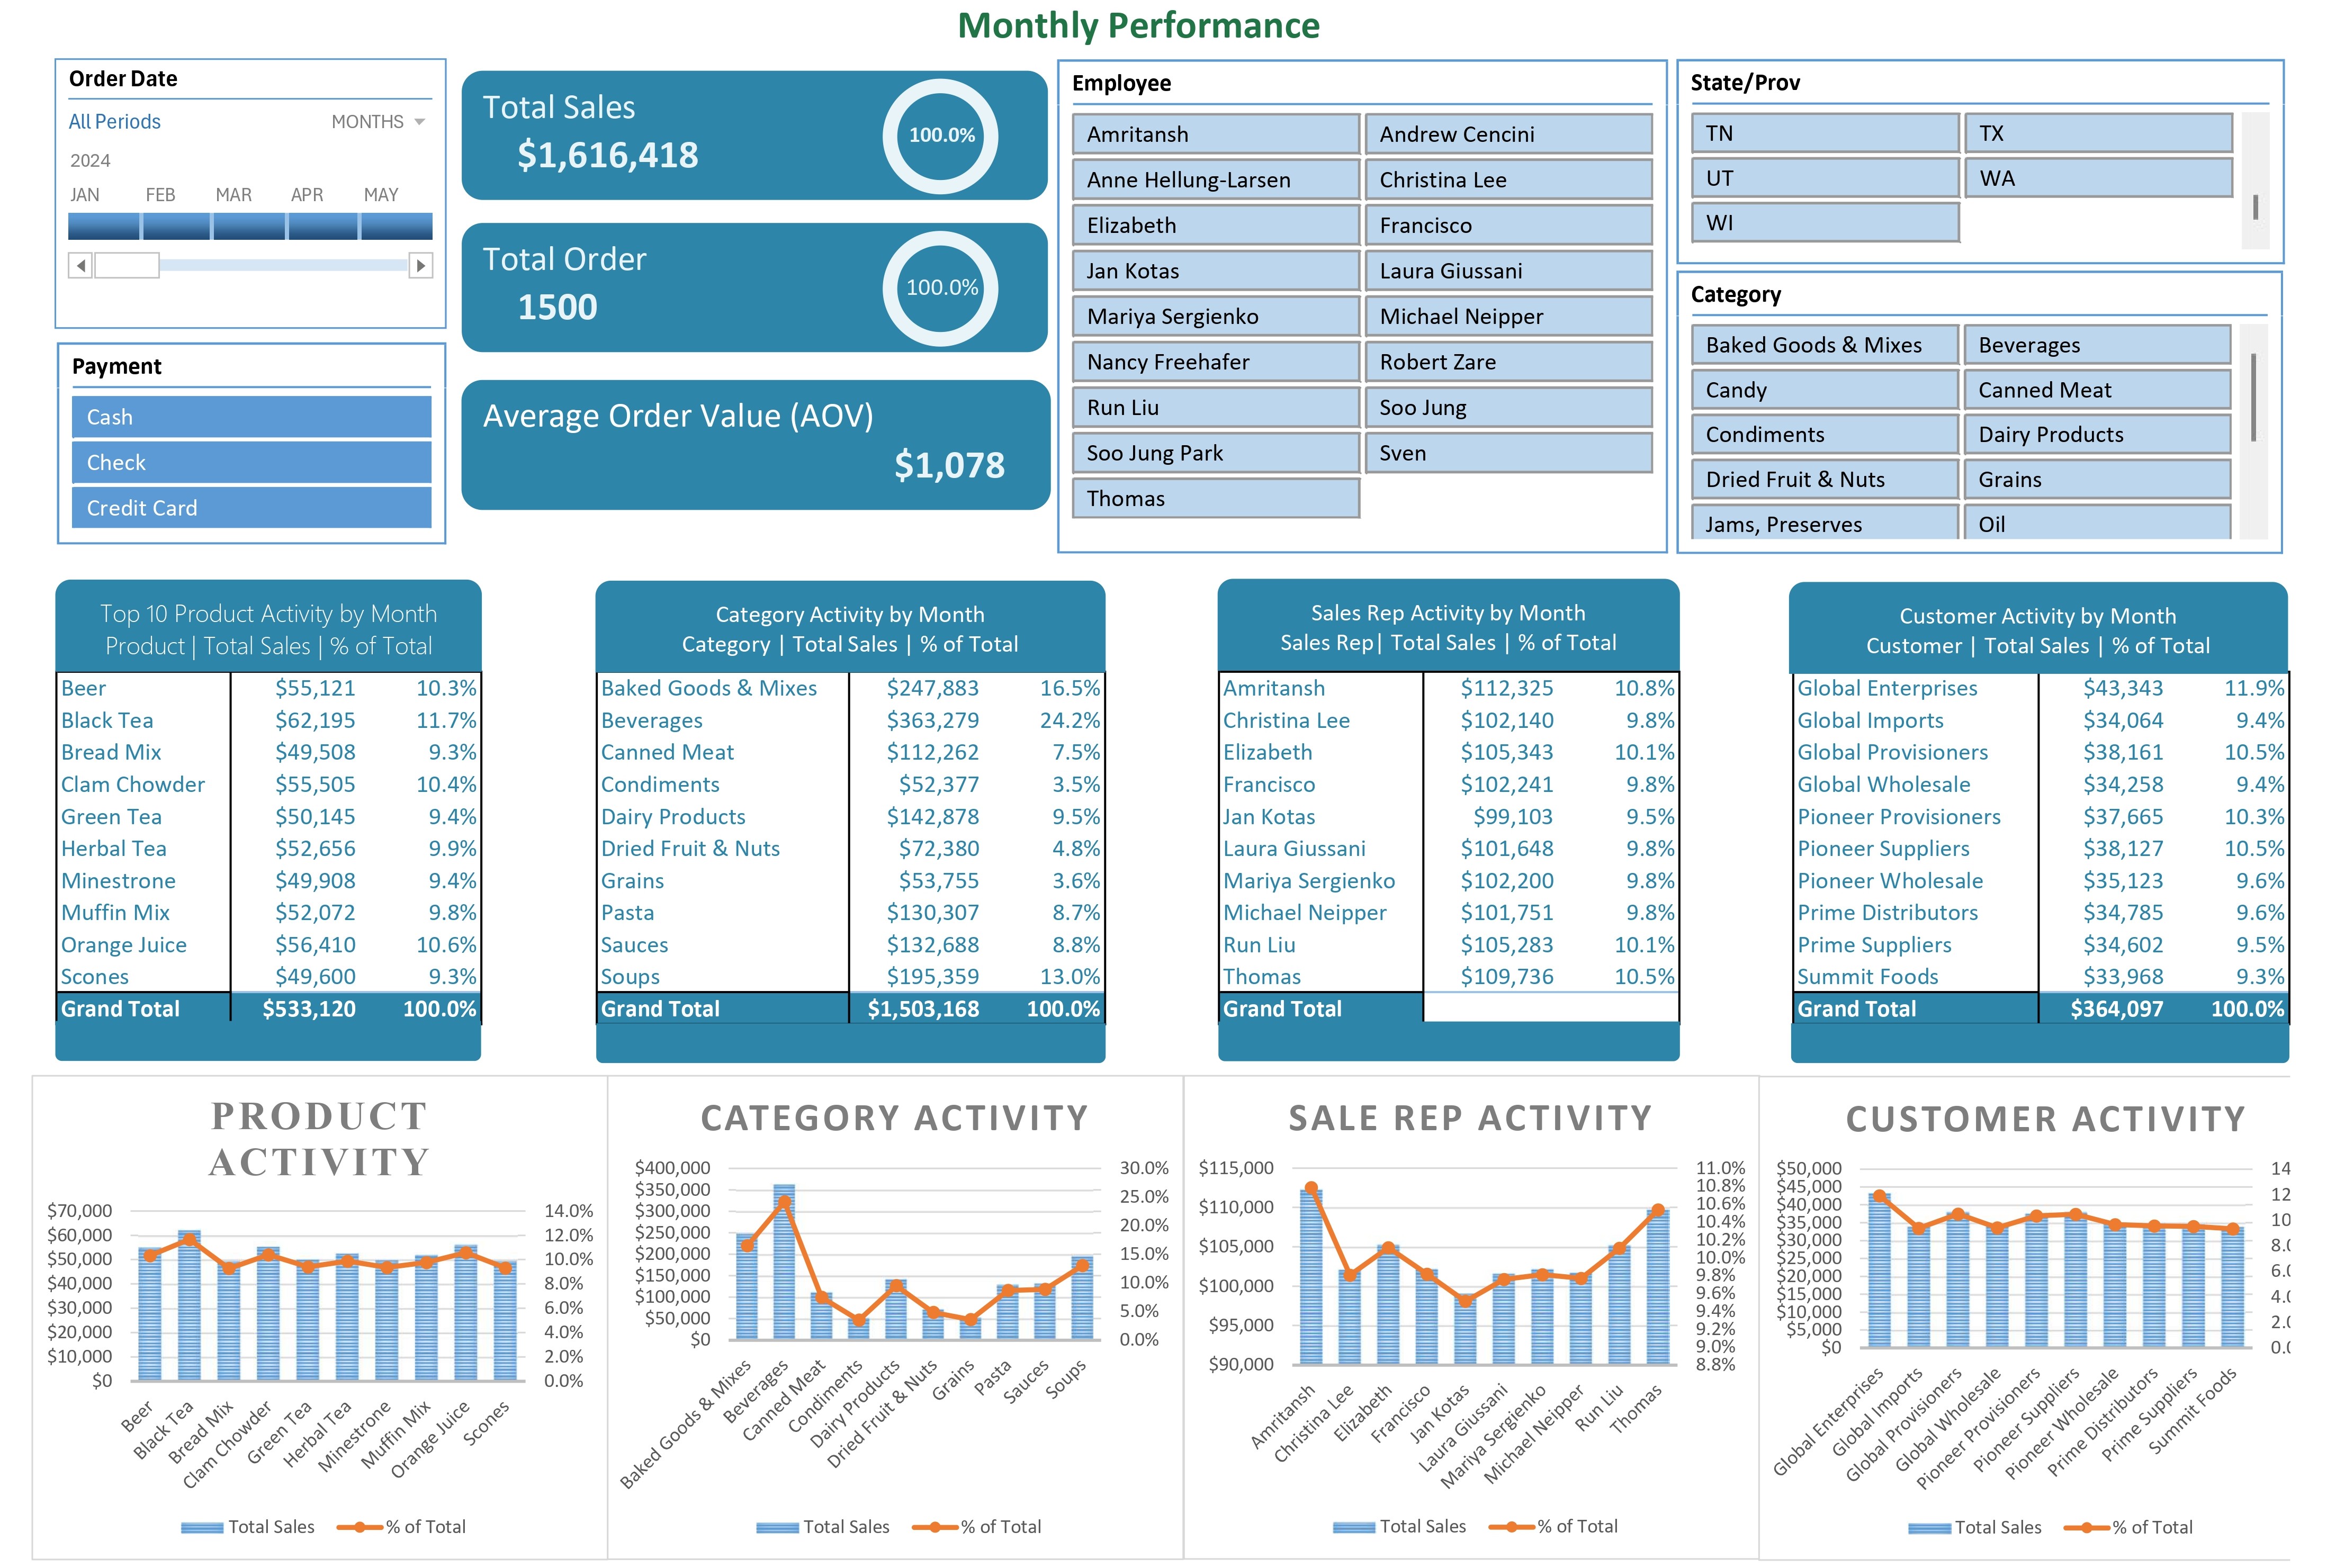 Monthly Performance
Order Date
All Periods MONTHS
2024
JAN FEB MAR APR MAY
Payment
Cash
Check
Credit Card
Total Sales
$1,616,418
100.0%
Total Order
1500
100.0%
Average Order Value (AOV)
$1,078
Employee
Amritansh Andrew Cencini
Anne Hellung-Larsen Christina Lee
Elizabeth Francisco
Jan Kotas Laura Giussani
Mariya Sergienko Michael Neipper
Nancy Freehafer Robert Zare
Run Liu Soo Jung
Soo Jung Park Sven
Thomas
State/Prov
TN TX
UT WA
WI
Category
Baked Goods & Mixes Beverages
Candy Canned Meat
Condiments Dairy Products
Dried Fruit & Nuts Grains
Jams, Preserves Oil
Top 10 Product Activity by Month
Product | Total Sales | % of Total
Beer $55,121 10.3%
Black Tea $62,195 11.7%
Bread Mix $49,508 9.3%
Clam Chowder $55,505 10.4%
Green Tea $50,145 9.4%
Herbal Tea $52,656 9.9%
Minestrone $49,908 9.4%
Muffin Mix $52,072 9.8%
Orange Juice $56,410 10.6%
Scones $49,600 9.3%
Grand Total $533,120 100.0%
Category Activity by Month
Category | Total Sales | % of Total
Baked Goods & Mixes $247,883 16.5%
Beverages $363,279 24.2%
Canned Meat $112,262 7.5%
Condiments $52,377 3.5%
Dairy Products $142,878 9.5%
Dried Fruit & Nuts $72,380 4.8%
Grains $53,755 3.6%
Pasta $130,307 8.7%
Sauces $132,688 8.8%
Soups $195,359 13.0%
Grand Total $1,503,168 100.0%
Sales Rep Activity by Month
Sales Rep| Total Sales | % of Total
Amritansh $112,325 10.8%
Christina Lee $102,140 9.8%
Elizabeth $105,343 10.1%
Francisco $102,241 9.8%
Jan Kotas $99,103 9.5%
Laura Giussani $101,648 9.8%
Mariya Sergienko $102,200 9.8%
Michael Neipper $101,751 9.8%
Run Liu $105,283 10.1%
Thomas $109,736 10.5%
Grand Total
Customer Activity by Month
Customer | Total Sales | % of Total
Global Enterprises $43,343 11.9%
Global Imports $34,064 9.4%
Global Provisioners $38,161 10.5%
Global Wholesale $34,258 9.4%
Pioneer Provisioners $37,665 10.3%
Pioneer Suppliers $38,127 10.5%
Pioneer Wholesale $35,123 9.6%
Prime Distributors $34,785 9.6%
Prime Suppliers $34,602 9.5%
Summit Foods $33,968 9.3%
Grand Total $364,097 100.0%
PRODUCT
ACTIVITY
$70,000 14.0%
$60,000 12.0%
$50,000 10.0%
$40,000 8.0%
$30,000 6.0%
$20,000 4.0%
$10,000 2.0%
$0 0.0%
Beer
Black Tea
Bread Mix
Clam Chowder
Green Tea
Herbal Tea
Minestrone
Muffin Mix
Orange Juice
Scones
Total Sales % of Total
CATEGORY ACTIVITY
$400,000
$350,000
$300,000
$250,000
$200,000
$150,000
$100,000
$50,000
$0
30.0%
25.0%
20.0%
15.0%
10.0%
5.0%
0.0%
Baked Goods & Mixes
Beverages
Canned Meat
Condiments
Dairy Products
Dried Fruit & Nuts
Grains
Pasta
Sauces
Soups
Total Sales % of Total
SALE REP ACTIVITY
$115,000
$110,000
$105,000
$100,000
$95,000
$90,000
11.0%
10.8%
10.6%
10.4%
10.2%
10.0%
9.8%
9.6%
9.4%
9.2%
9.0%
8.8%
Amritansh
Christina Lee
Elizabeth
Francisco
Jan Kotas
Laura Giussani
Mariya Sergienko
Michael Neipper
Run Liu
Thomas
Total Sales % of Total
CUSTOMER ACTIVITY
$50,000
$45,000
$40,000
$35,000
$30,000
$25,000
$20,000
$15,000
$10,000
$5,000
$0
14
12
10
8.0
6.0
4.0
2.0
0.0
Global Enterprises
Global Imports
Global Provisioners
Global Wholesale
Pioneer Provisioners
Pioneer Suppliers
Pioneer Wholesale
Prime Distributors
Prime Suppliers
Summit Foods
Total Sales % of Total